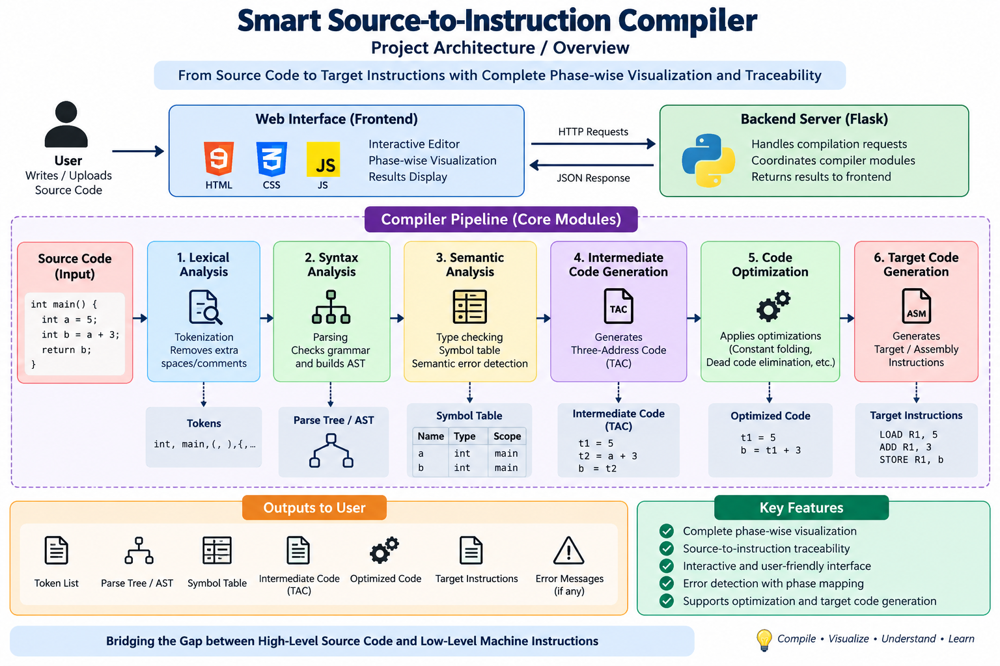 Smart Source-to-Instruction Compiler
Project Architecture / Overview
From Source Code to Target Instructions with Complete Phase-wise Visualization and Traceability
User
Writes / Uploads
Source Code
Web Interface (Frontend)
HTML
CSS
JS
JS
Interactive Editor
Phase-wise Visualization
Results Display
HTTP Requests
JSON Response
Backend Server (Flask)
Handles compilation requests
Coordinates compiler modules
Returns results to frontend
Compiler Pipeline (Core Modules)
Source Code
(Input)
int main() {
int a = 5;
int b = a + 3;
return b;
}
1. Lexical
Analysis
Tokenization
Removes extra
spaces/comments
2. Syntax
Analysis
Parsing
Checks grammar
and builds AST
3. Semantic
Analysis
Type checking
Symbol table
Semantic error detection
4. Intermediate
Code Generation
TAC
Generates
Three-Address Code
(TAC)
5. Code
Optimization
Applies optimizations
(Constant folding,
Dead code elimination, etc.)
6. Target Code
Generation
ASM
Generates
Target / Assembly
Instructions
Tokens
int, main,(, ),{,…
Parse Tree / AST
Symbol Table
Name Type Scope
a int main
b int main
Intermediate Code
(TAC)
t1 = 5
t2 = a + 3
b = t2
Optimized Code
t1 = 5
b = t1 + 3
Target Instructions
LOAD R1, 5
ADD R1, 3
STORE R1, b
Outputs to User
Token List
Parse Tree / AST
Symbol Table
Intermediate Code
(TAC)
Optimized Code
Target Instructions
Error Messages
(if any)
Key Features
Complete phase-wise visualization
Source-to-instruction traceability
Interactive and user-friendly interface
Error detection with phase mapping
Supports optimization and target code generation
Bridging the Gap between High-Level Source Code and Low-Level Machine Instructions
Compile • Visualize • Understand • Learn